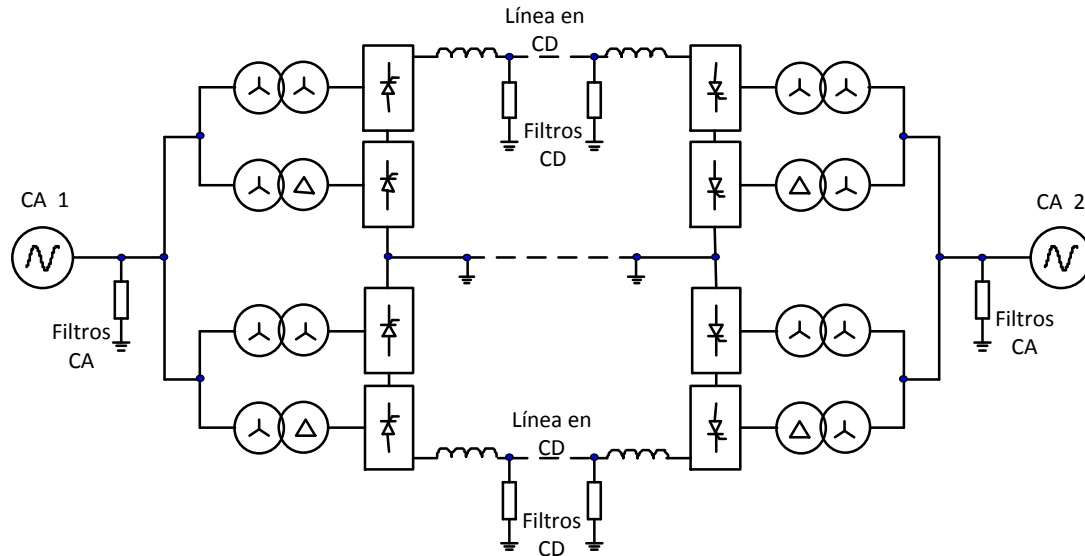 Línea en
CD
Filtros
CD
CA 1
CA 2
Filtros
CA
Filtros
CA
Línea en
CD
Filtros
CD